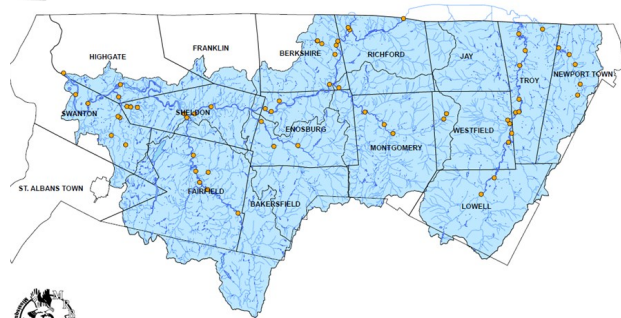 HIGHGATE
FRANKLIN
BERKSHIRE
RICHFORD
JAY
TROY
NEWPORT TOWN
SWANTON
SHELDON
ENOSBURG
MONTGOMERY
WESTFIELD
ST. ALBANS TOWN
FAIRFIELD
BAKERSFIELD
LOWELL